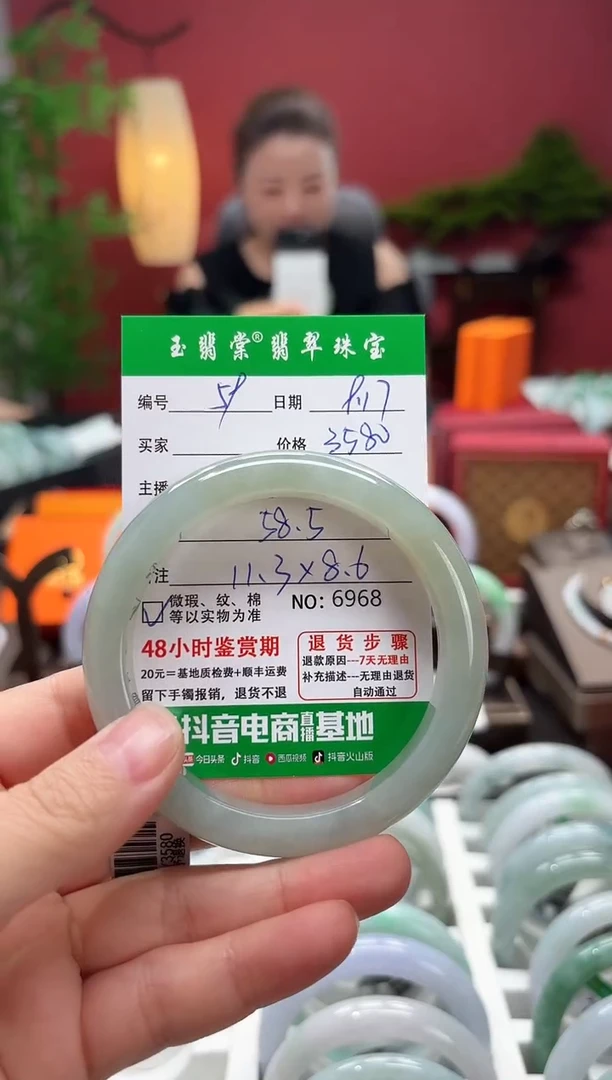 玉翡棠®翡翠珠宝
编号 日期
买家 价格 3580
主播
58.5
注 11.3×8.6
微瑕、纹、棉
等以实物为准
NO: 6968
48小时鉴赏期
20元=基地质检费+顺丰运费
留下手镯报销，退货不退
退货步骤
退款原因---7天无理由
补充描述---无理由退货
自动通过
抖音电商直播基地
头条 今日头条 抖音 西瓜视频 抖音火山版
3580